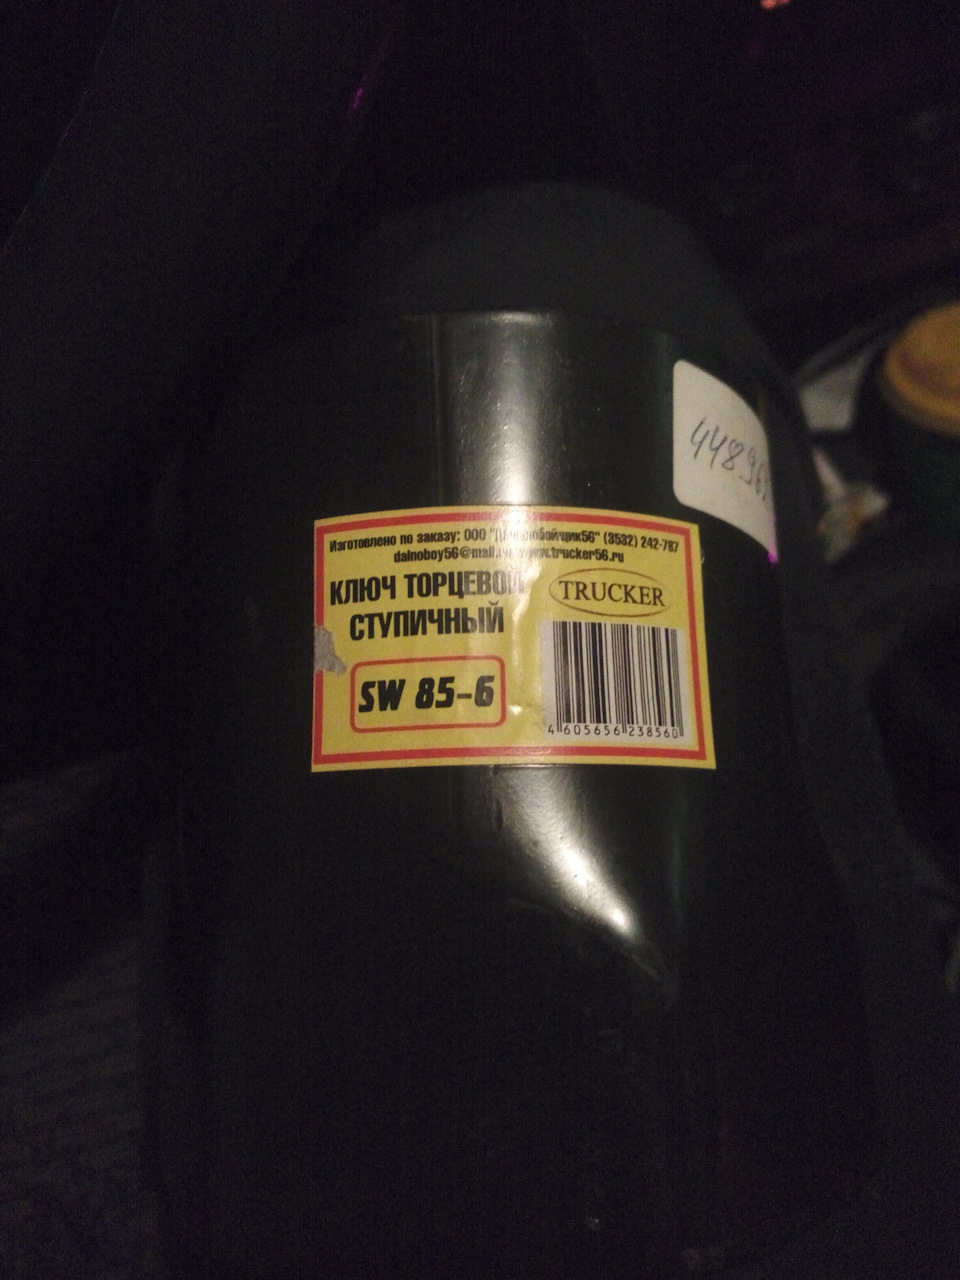 4489
Изготовлено по заказу: ООО "Дальнобойщик56" (3532) 242-787
dalnoboy56@mail.ru www.trucker56.ru
КЛЮЧ ТОРЦЕВОЙ
СТУПИЧНЫЙ
TRUCKER
SW 85-6
4 605656 238560